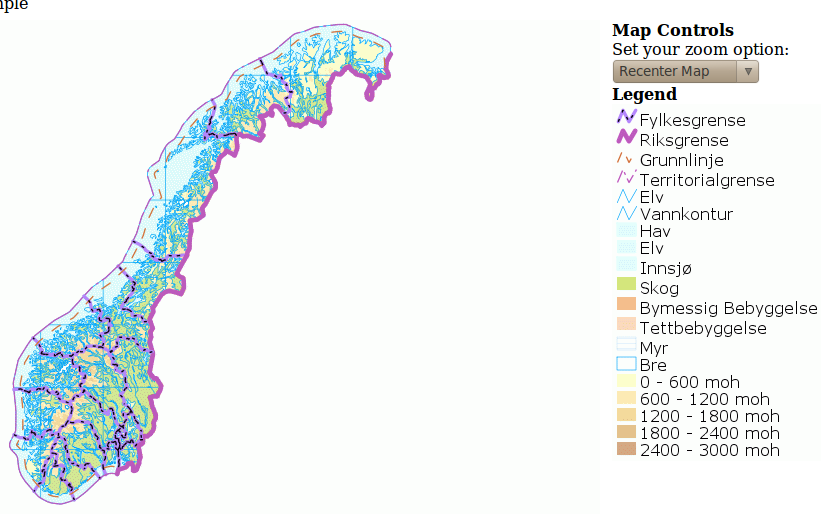 Map Controls
Set your zoom option:
Recenter Map
Legend
Fylkesgrense
Riksgrense
Grunnlinje
Territorialgrense
Elv
Vannkontur
Hav
Elv
Innsjø
Skog
Bymessig Bebyggelse
Tettbebyggelse
Myr
Bre
0 - 600 moh
600 - 1200 moh
1200 - 1800 moh
1800 - 2400 moh
2400 - 3000 moh